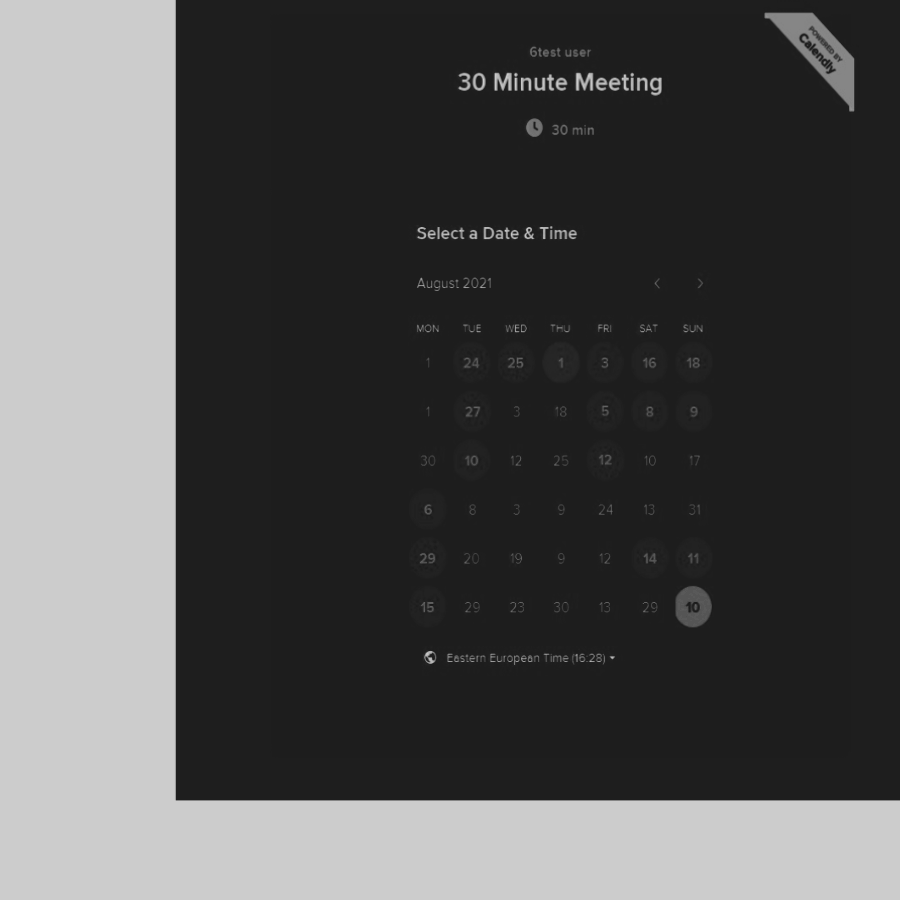 6test user
POWERED BY
Calendly
30 Minute Meeting
30 min
Select a Date & Time
August 2021
MON TUE WED THU FRI SAT SUN
1 24 25 1 3 16 18
1 27 3 18 5 8 9
30 10 12 25 12 10 17
6 8 3 9 24 13 31
29 20 19 9 12 14 11
15 29 23 30 13 29 10
Eastern European Time (16:28)